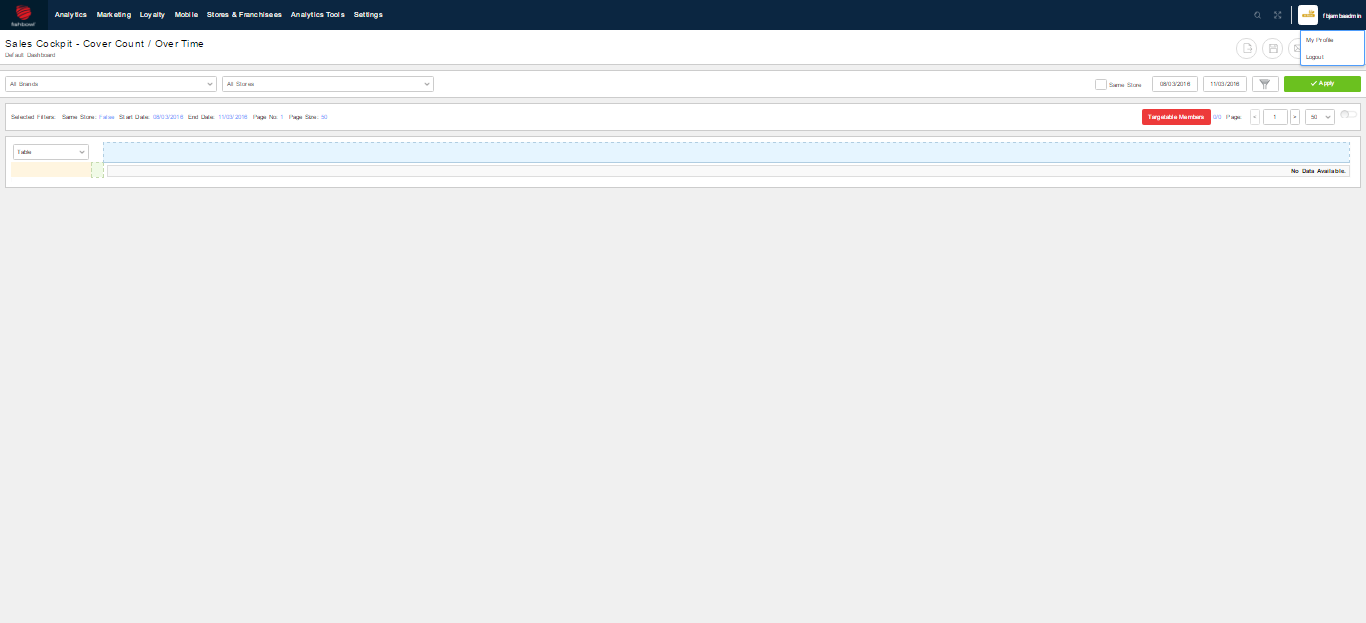 fishbowl
Analytics Marketing Loyalty Mobile Stores & Franchisees Analytics Tools Settings
fbjambaadmin
My Profile
Logout
Sales Cockpit - Cover Count / Over Time
Default Dashboard
All Brands All Stores Same Store 08/03/2016 11/03/2016 Apply
Selected Filters: Same Store: False Start Date: 08/03/2016 End Date: 11/03/2016 Page No: 1 Page Size: 50 Targetable Members 0/0 Page: < 1 > 50
Table
No Data Available.